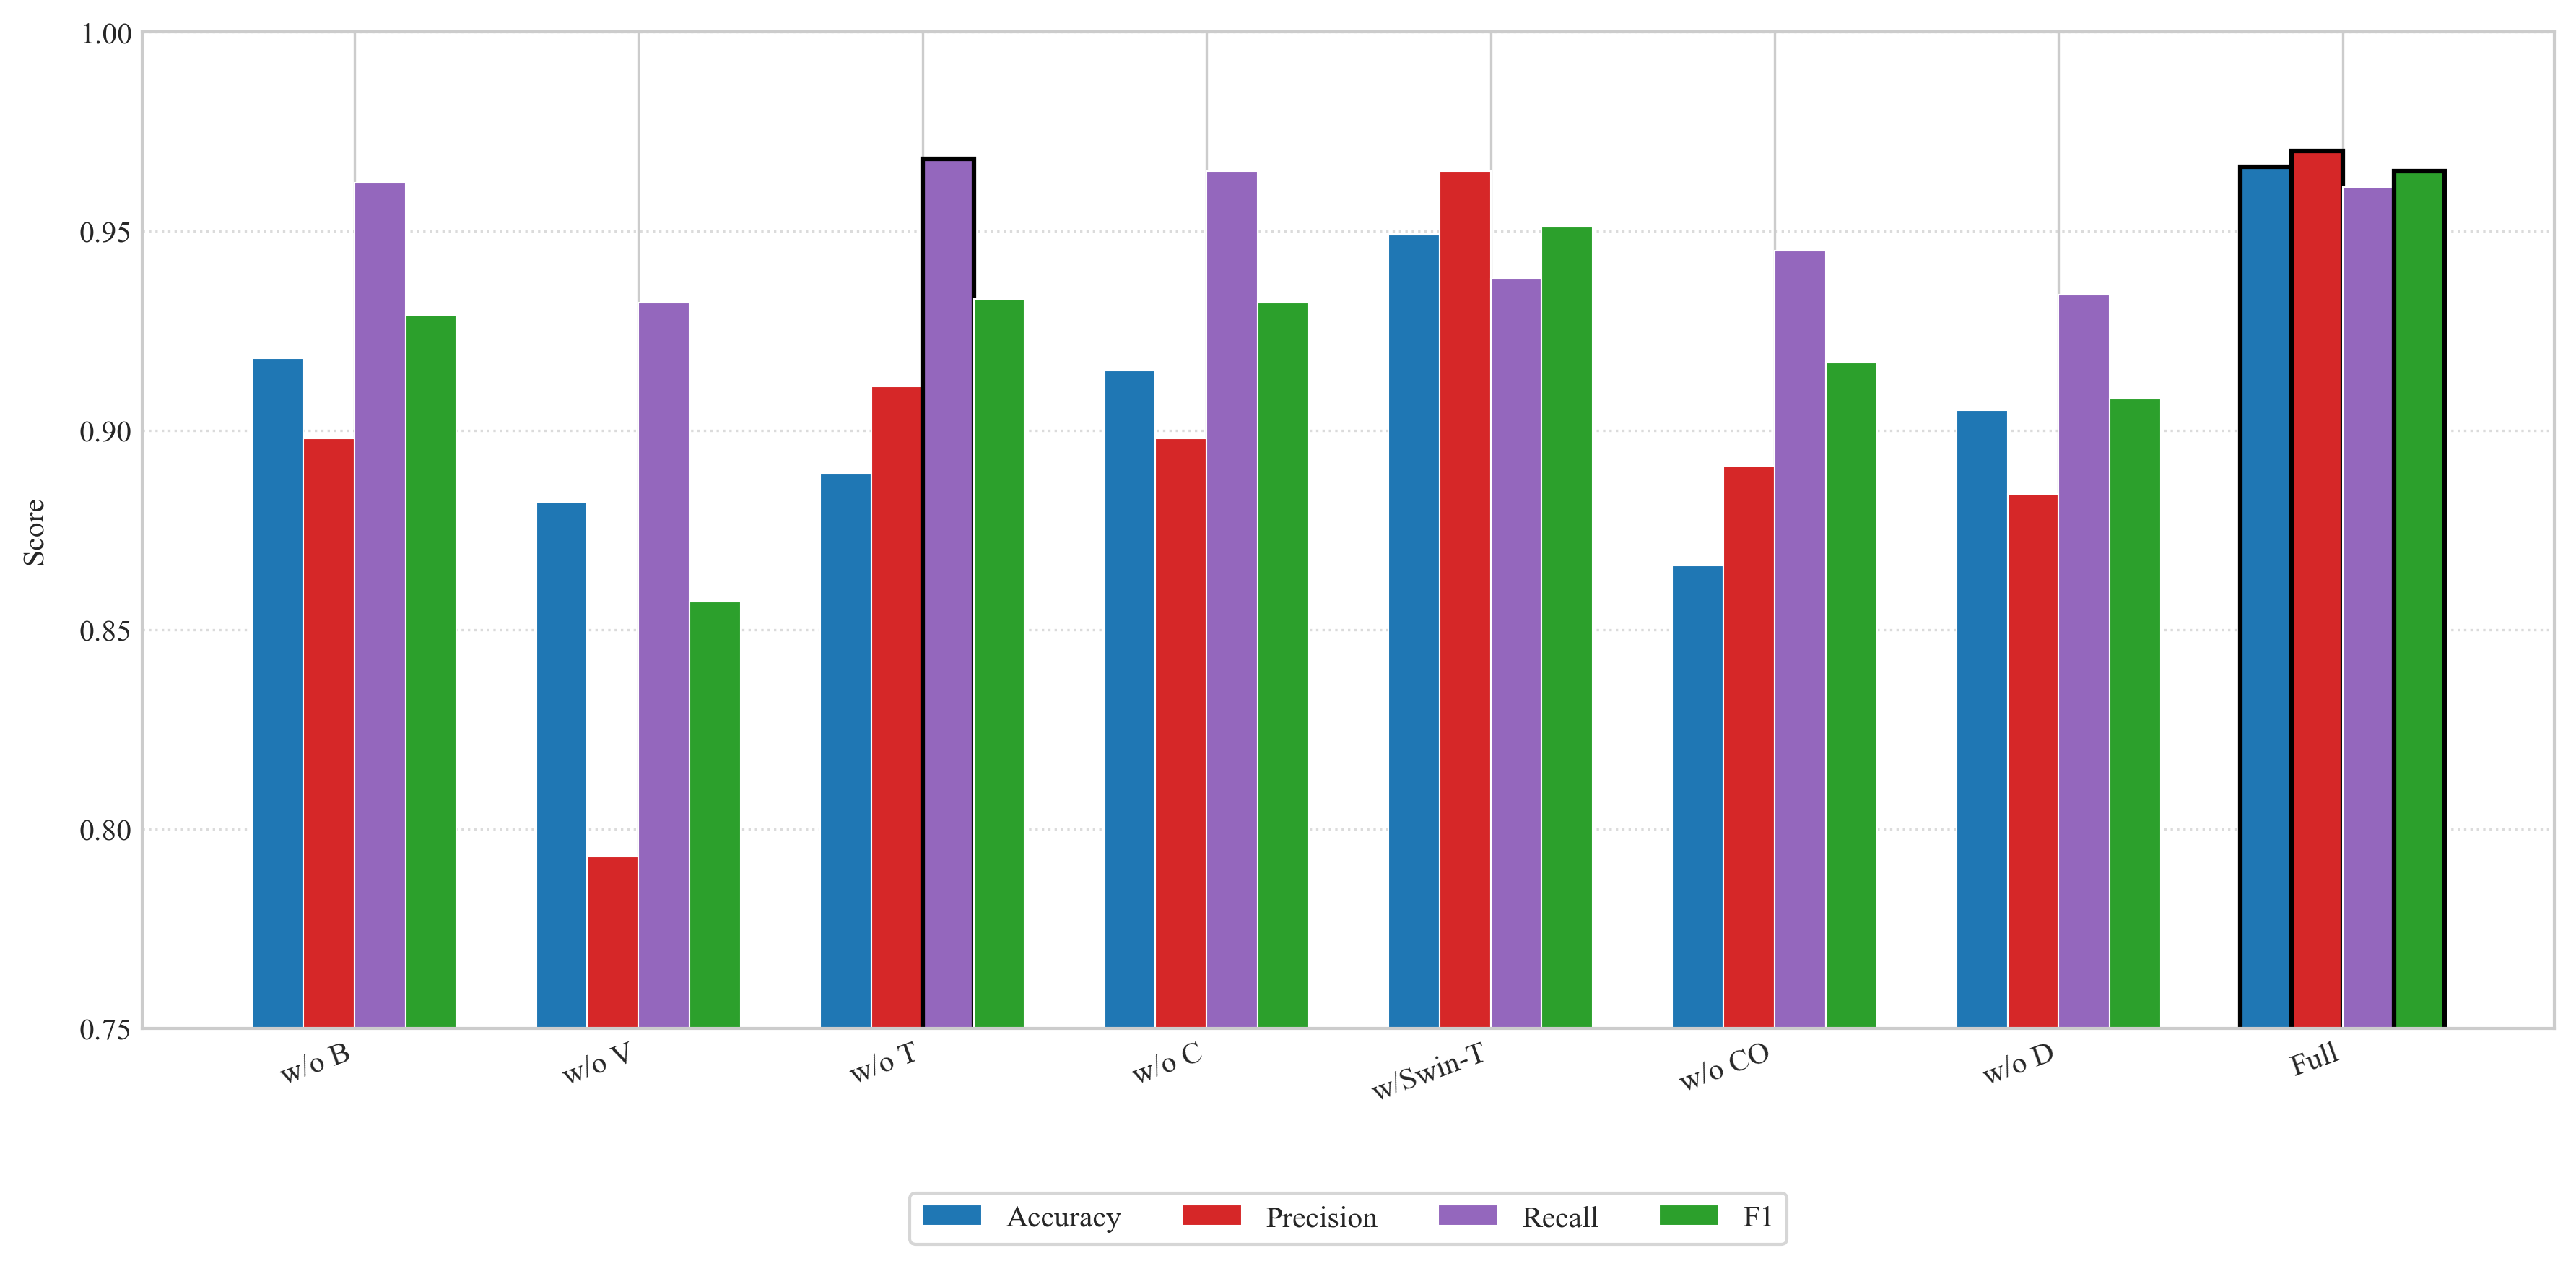 1.00
0.95
0.90
0.85
0.80
0.75
Score
w/o B
w/o V
w/o T
w/o C
w/Swin-T
w/o CO
w/o D
Full
Accuracy
Precision
Recall
F1